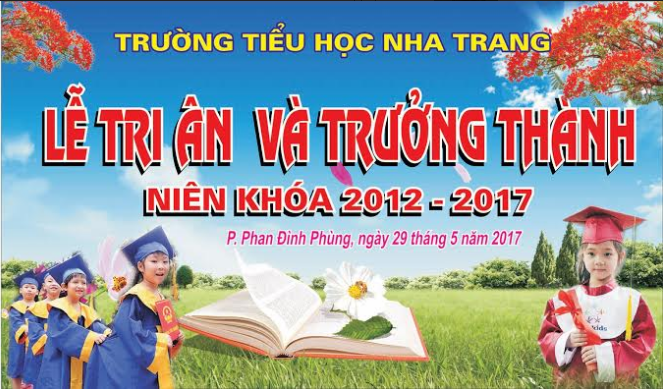 TRƯỜNG TIỂU HỌC NHA TRANG
LỄ TRI ÂN VÀ TRƯỞNG THÀNH
NIÊN KHÓA 2012 - 2017
P. Phan Đình Phùng, ngày 29 tháng 5 năm 2017
kids